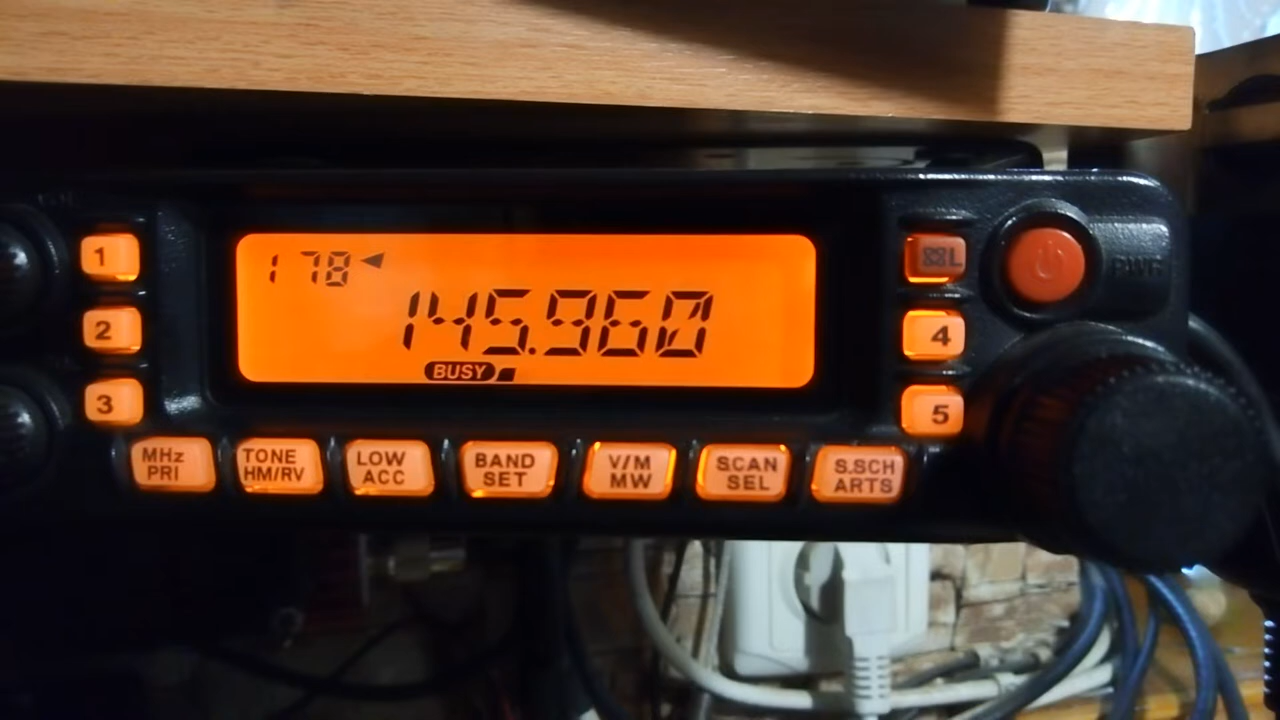 1
178
145.960
BUSY
2
3
L
PWR
4
5
MHz
PRI
TONE
HM/RV
LOW
ACC
BAND
SET
V/M
MW
SCAN
SEL
S.SCH
ARTS